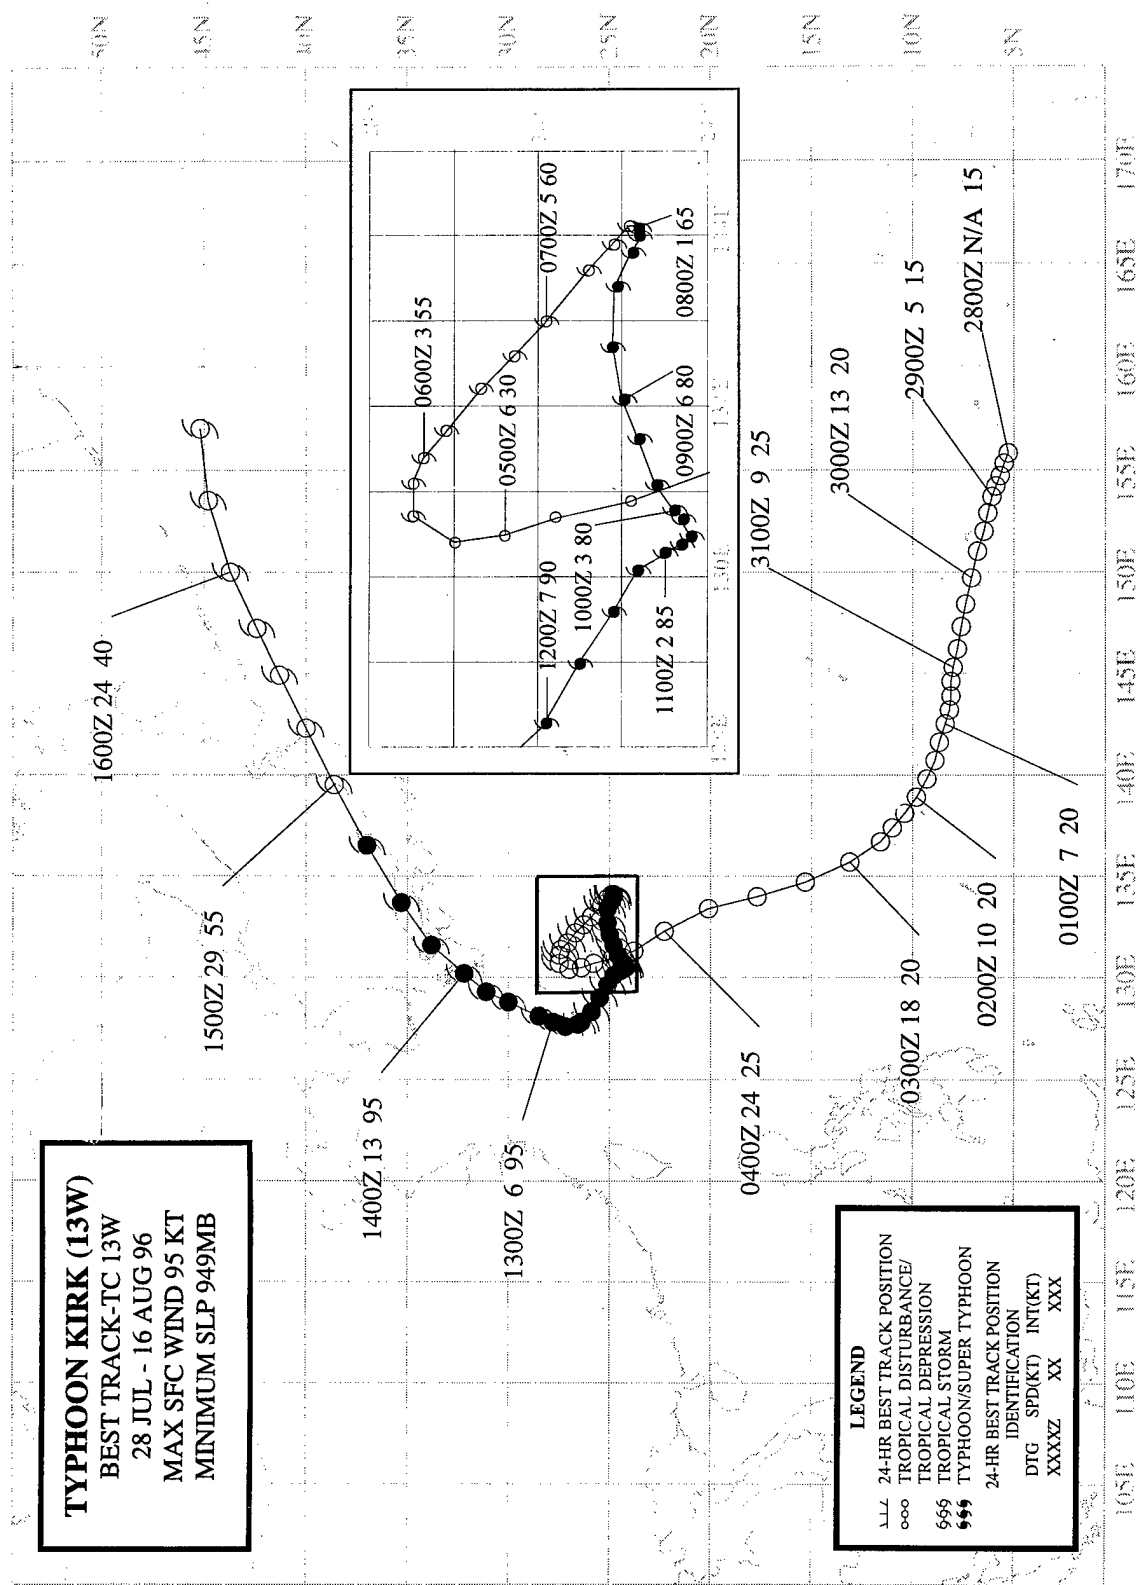 TYPHOON KIRK (13W)
BEST TRACK-TC 13W
28 JUL - 16 AUG 96
MAX SFC WIND 95 KT
MINIMUM SLP 949MB
1600Z 24 40
1500Z 29 55
1400Z 13 95
1300Z 6 95
0600Z 3 55
0500Z 6 30
0700Z 5 60
1200Z 7 90
1000Z 3 80
1100Z 2 85
0900Z 6 80
0800Z 1 65
3100Z 9 25
3000Z 13 20
2900Z 5 15
2800Z N/A 15
0400Z 24 25
0300Z 18 20
0200Z 10 20
0100Z 7 20
LEGEND
24-HR BEST TRACK POSITION
TROPICAL DISTURBANCE/
TROPICAL DEPRESSION
TROPICAL STORM
TYPHOON/SUPER TYPHOON
24-HR BEST TRACK POSITION
IDENTIFICATION
DTG SPD(KT) INT(KT)
XXXXZ XX XXX
50N
45N
40N
35N
30N
25N
20N
15N
10N
5N
105E
110E
115E
120E
125E
130E
135E
140E
145E
150E
155E
160E
165E
170E